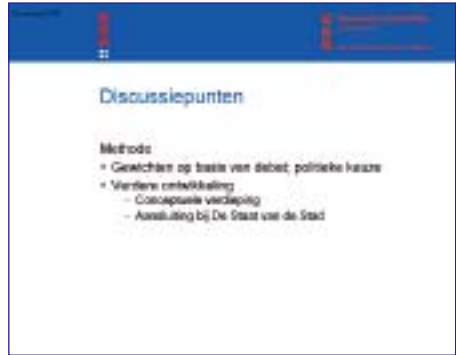 Discussiepunten
Methode
• Gewichten op basis van debat; politieke keuze
• Verdere ontwikkeling
– Conceptuele verdieping
– Aansluiting bij De Staat van de Stad